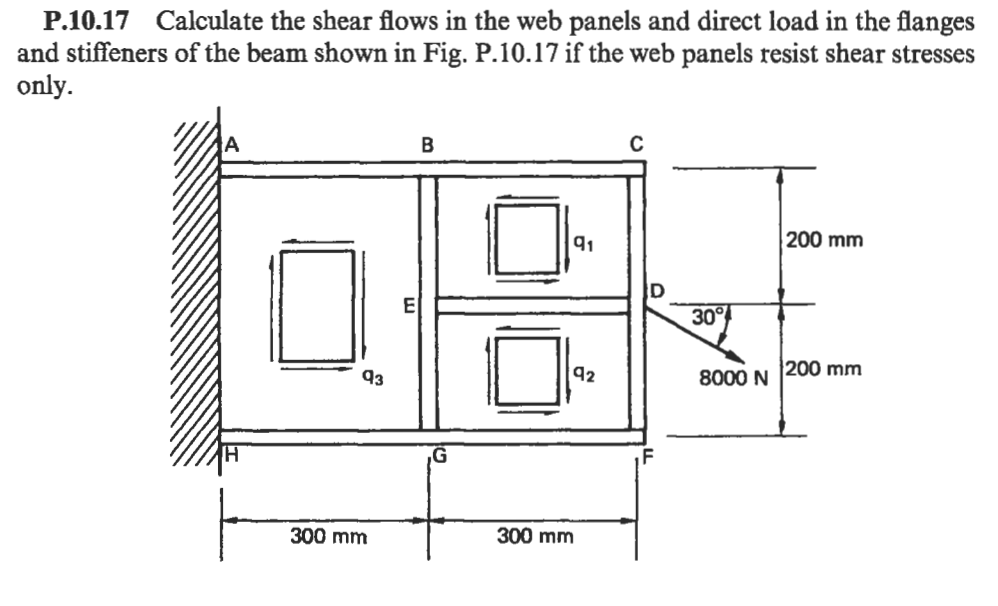 P.10.17 Calculate the shear flows in the web panels and direct load in the flanges
and stiffeners of the beam shown in Fig. P.10.17 if the web panels resist shear stresses
only.
A
B
C
q1
200 mm
E
D
30°
q3
q2
8000 N
200 mm
H
G
F
300 mm
300 mm